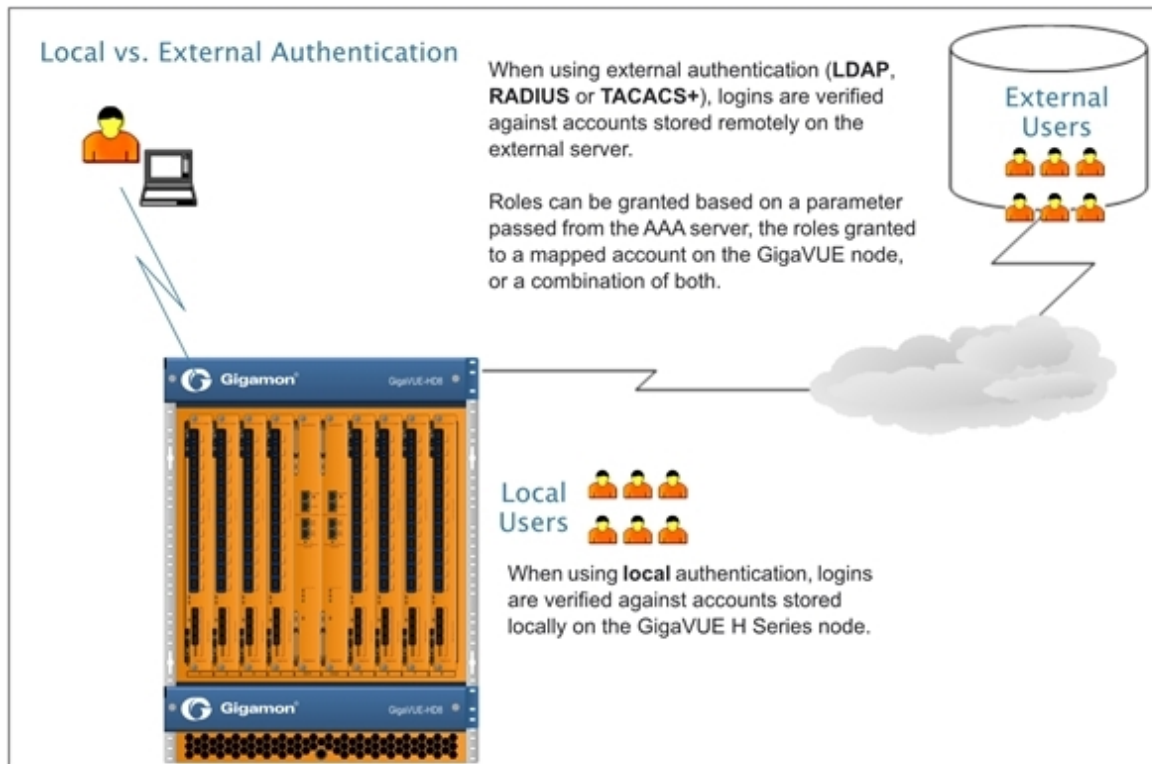 Local vs. External Authentication
When using external authentication (LDAP,
RADIUS or TACACS+), logins are verified
against accounts stored remotely on the
external server.
Roles can be granted based on a parameter
passed from the AAA server, the roles granted
to a mapped account on the GigaVUE node,
or a combination of both.
External
Users
Gigamon®
GigaVUE-HD8
Local
Users
When using local authentication, logins
are verified against accounts stored
locally on the GigaVUE H Series node.
Gigamon®
GigaVUE-HD8